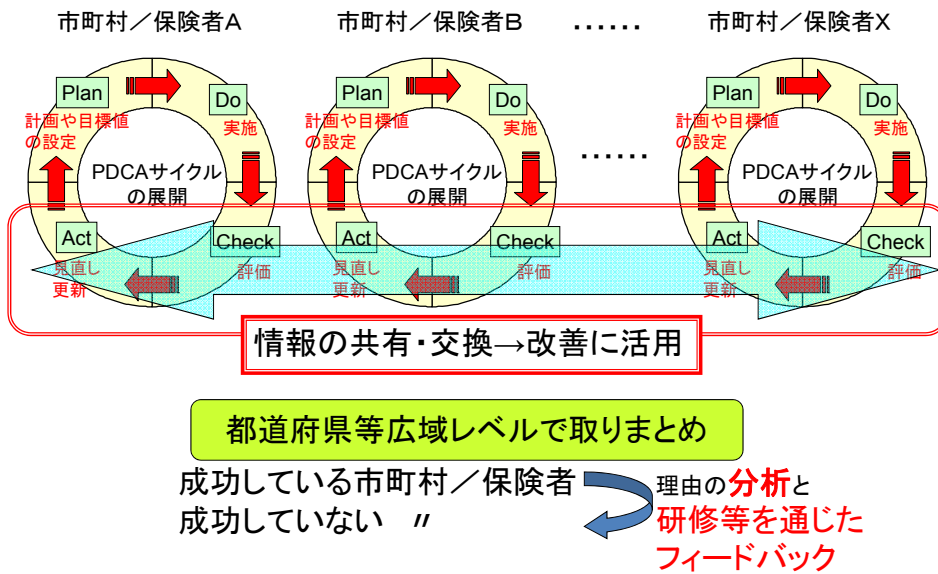 市町村／保険者A
市町村／保険者B
……
市町村／保険者X
Plan
Do
計画や目標値
の設定
実施
PDCAサイクル
の展開
Act
Check
見直し
更新
評価
Plan
Do
計画や目標値
の設定
実施
PDCAサイクル
の展開
Act
Check
見直し
更新
評価
……
Plan
Do
計画や目標値
の設定
実施
PDCAサイクル
の展開
Act
Check
見直し
更新
評価
情報の共有・交換→改善に活用
都道府県等広域レベルで取りまとめ
成功している市町村／保険者
成功していない　〃
理由の分析と
研修等を通じた
フィードバック